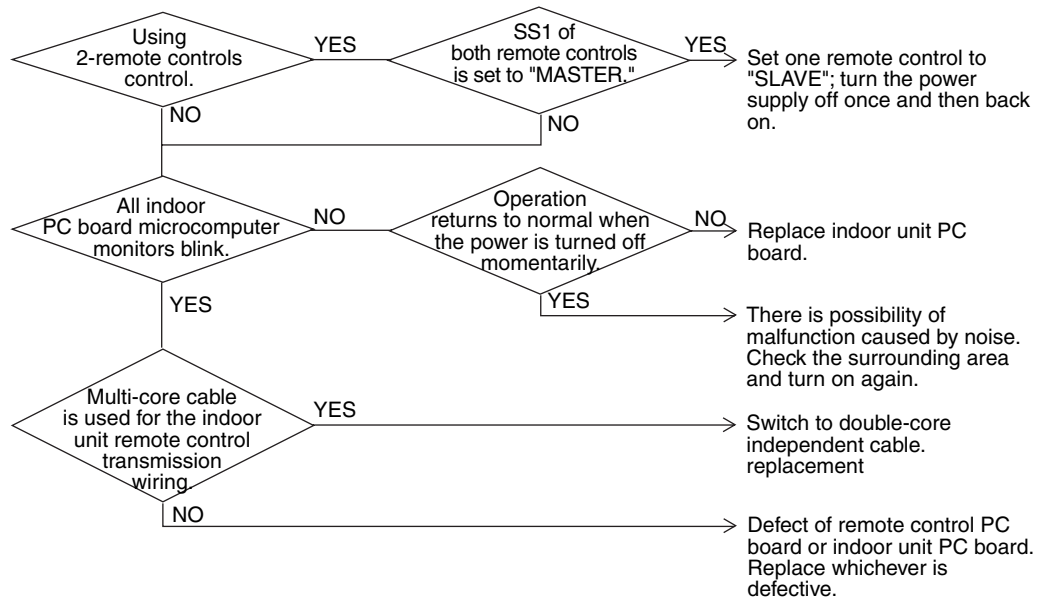 Using
2-remote controls
control.
YES
SS1 of
both remote controls
is set to "MASTER."
YES
Set one remote control to
"SLAVE"; turn the power
supply off once and then back
on.
NO
NO
All indoor
PC board microcomputer
monitors blink.
NO
Operation
returns to normal when
the power is turned off
momentarily.
NO
Replace indoor unit PC
board.
YES
YES
There is possibility of
malfunction caused by noise.
Check the surrounding area
and turn on again.
Multi-core cable
is used for the indoor
unit remote control
transmission
wiring.
YES
Switch to double-core
independent cable.
replacement
NO
Defect of remote control PC
board or indoor unit PC board.
Replace whichever is
defective.